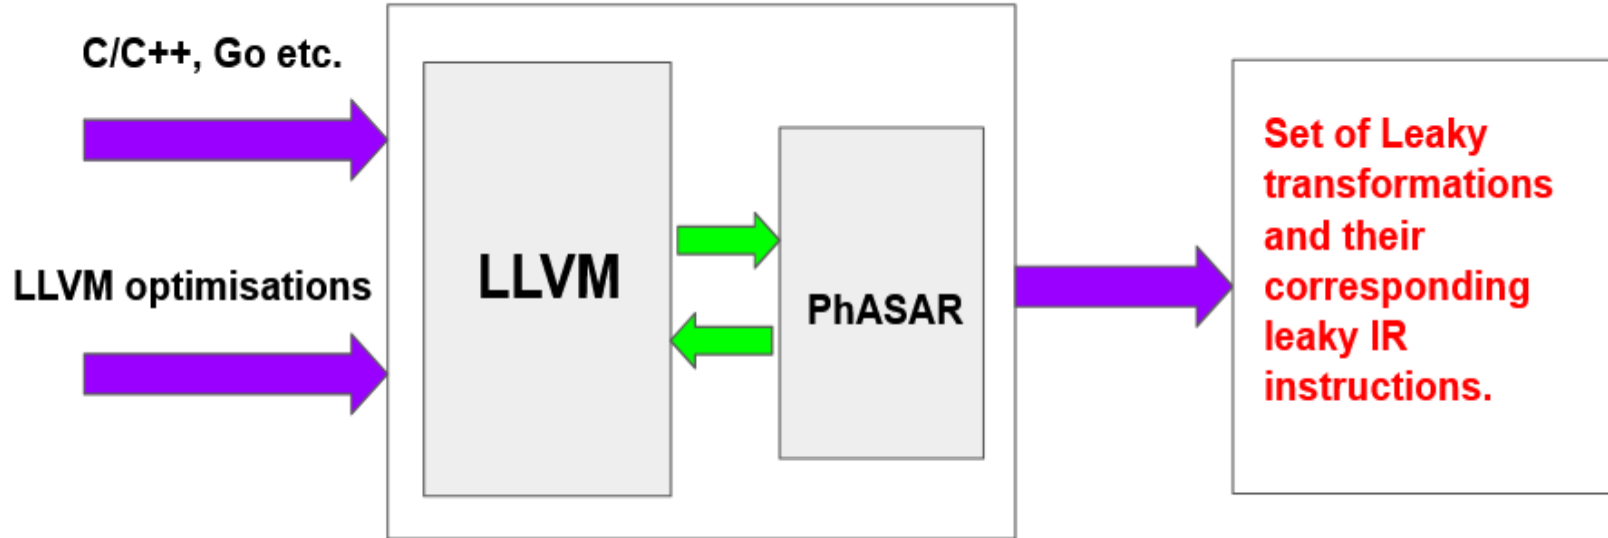 C/C++, Go etc.
LLVM optimisations
LLVM
PhASAR
Set of Leaky
transformations
and their
corresponding
leaky IR
instructions.